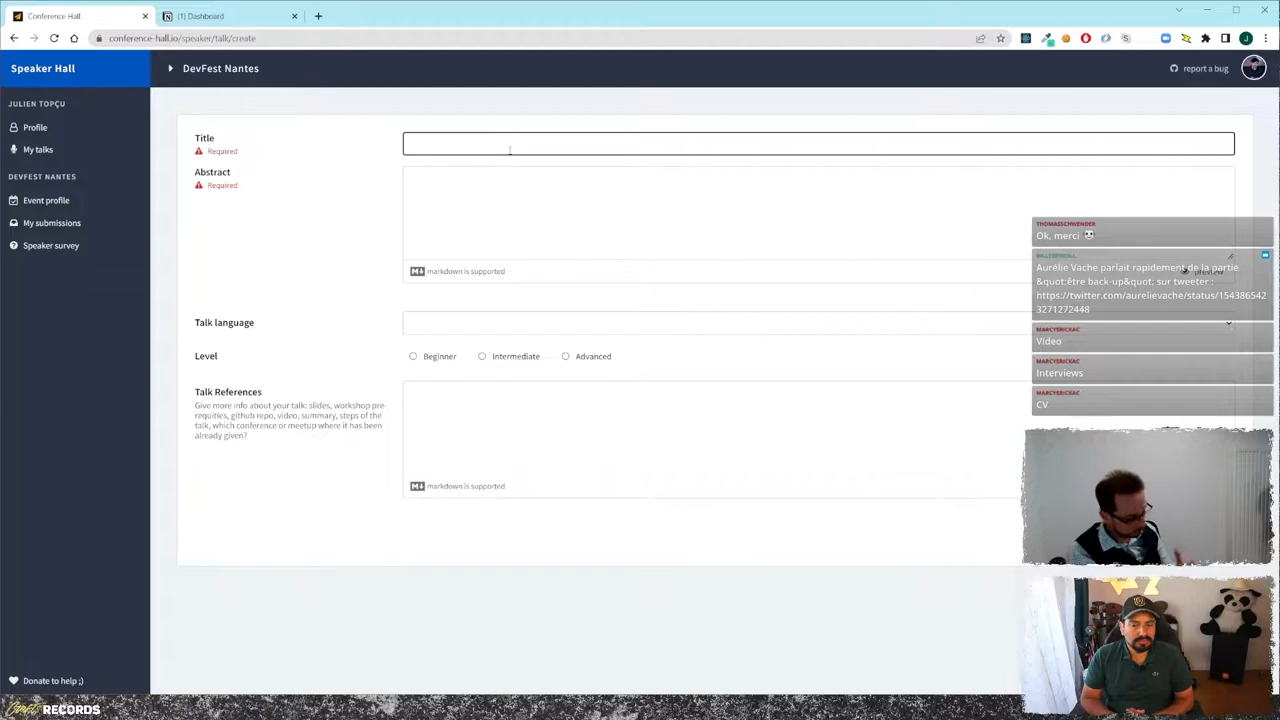 Conference Hall
(1) Dashboard
conference-hall.io/speaker/talk/create
J
Speaker Hall
DevFest Nantes
report a bug
JULIEN TOPÇU
Profile
My talks
DEVFEST NANTES
Event profile
My submissions
Speaker survey
Title
Required
Abstract
Required
markdown is supported
preview
Talk language
Level
Beginner
Intermediate
Advanced
Talk References
Give more info about your talk: slides, workshop pre-
requities, github repo, video, summary, steps of the
talk, which conference or meetup where it has been
already given?
markdown is supported
THOMASSCHWENDER
Ok, merci
Aurélie Vache parlait rapidement de la partie
&quot;être back-up&quot; sur tweeter :
https://twitter.com/aurelievache/status/154386542
3271272448
MARCYERICKAC
Video
MARCYERICKAC
Interviews
MARCYERICKAC
CV
Donate to help ;)
Craft RECORDS